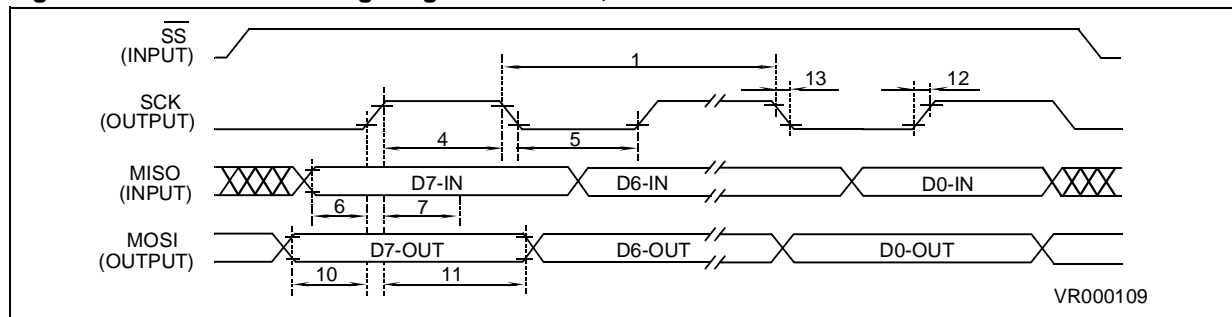 SS
(INPUT)
1
13
12
SCK
(OUTPUT)
4
5
MISO
(INPUT)
D7-IN
D6-IN
D0-IN
6
7
MOSI
(OUTPUT)
D7-OUT
D6-OUT
D0-OUT
10
11
VR000109